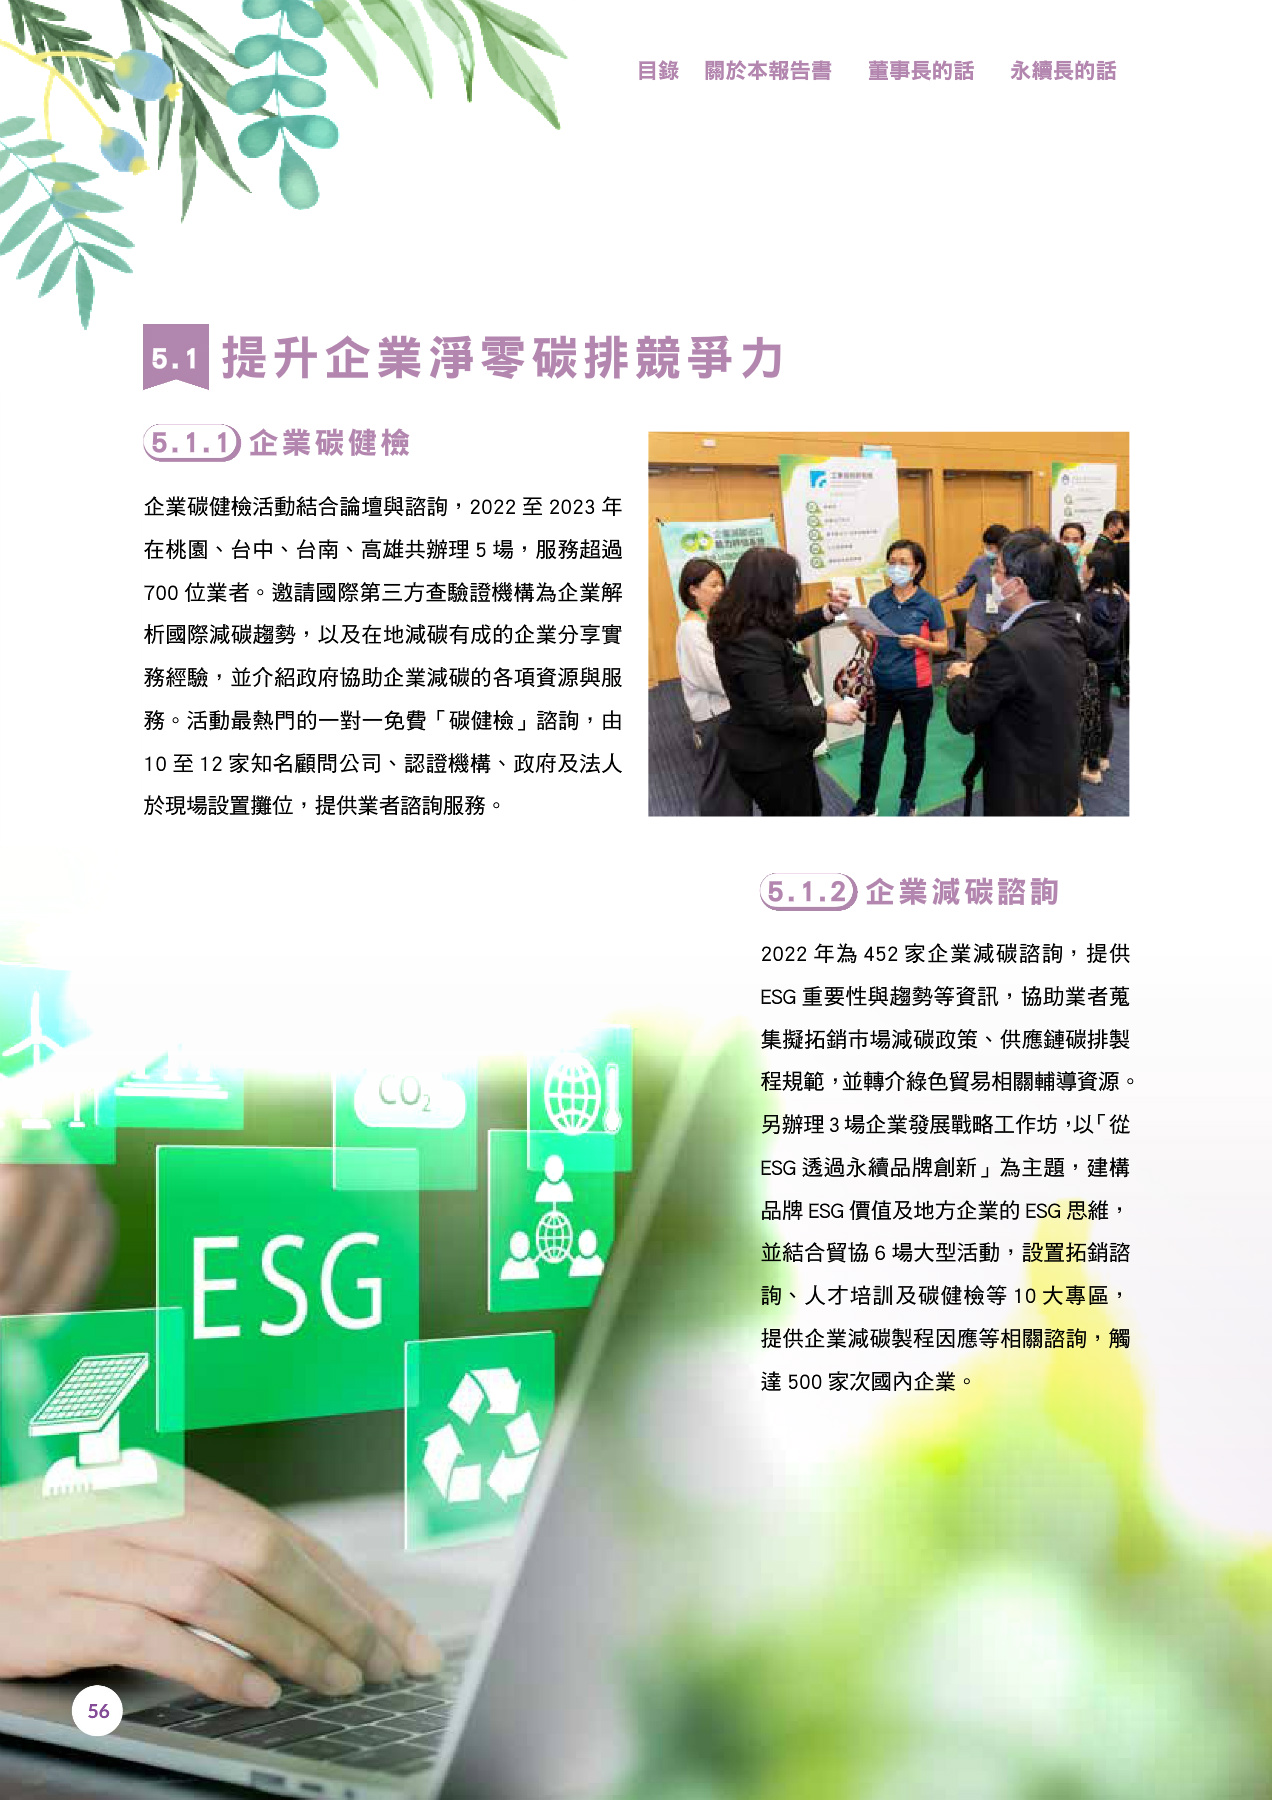 目錄 關於本報告書 董事長的話 永續長的話
5.1 提升企業淨零碳排競爭力
5.1.1 企業碳健檢
企業碳健檢活動結合論壇與諮詢，2022 至 2023 年
在桃園、台中、台南、高雄共辦理 5 場，服務超過
700 位業者。邀請國際第三方查驗證機構為企業解
析國際減碳趨勢，以及在地減碳有成的企業分享實
務經驗，並介紹政府協助企業減碳的各項資源與服
務。活動最熱門的一對一免費「碳健檢」諮詢，由
10 至 12 家知名顧問公司、認證機構、政府及法人
於現場設置攤位，提供業者諮詢服務。
5.1.2 企業減碳諮詢
2022 年為 452 家企業減碳諮詢，提供
ESG 重要性與趨勢等資訊，協助業者蒐
集擬拓銷市場減碳政策、供應鏈碳排製
程規範，並轉介綠色貿易相關輔導資源。
另辦理 3 場企業發展戰略工作坊，以「從
ESG 透過永續品牌創新」為主題，建構
品牌 ESG 價值及地方企業的 ESG 思維，
並結合貿協 6 場大型活動，設置拓銷諮
詢、人才培訓及碳健檢等 10 大專區，
提供企業減碳製程因應等相關諮詢，觸
達 500 家次國內企業。
CO2
ESG
56